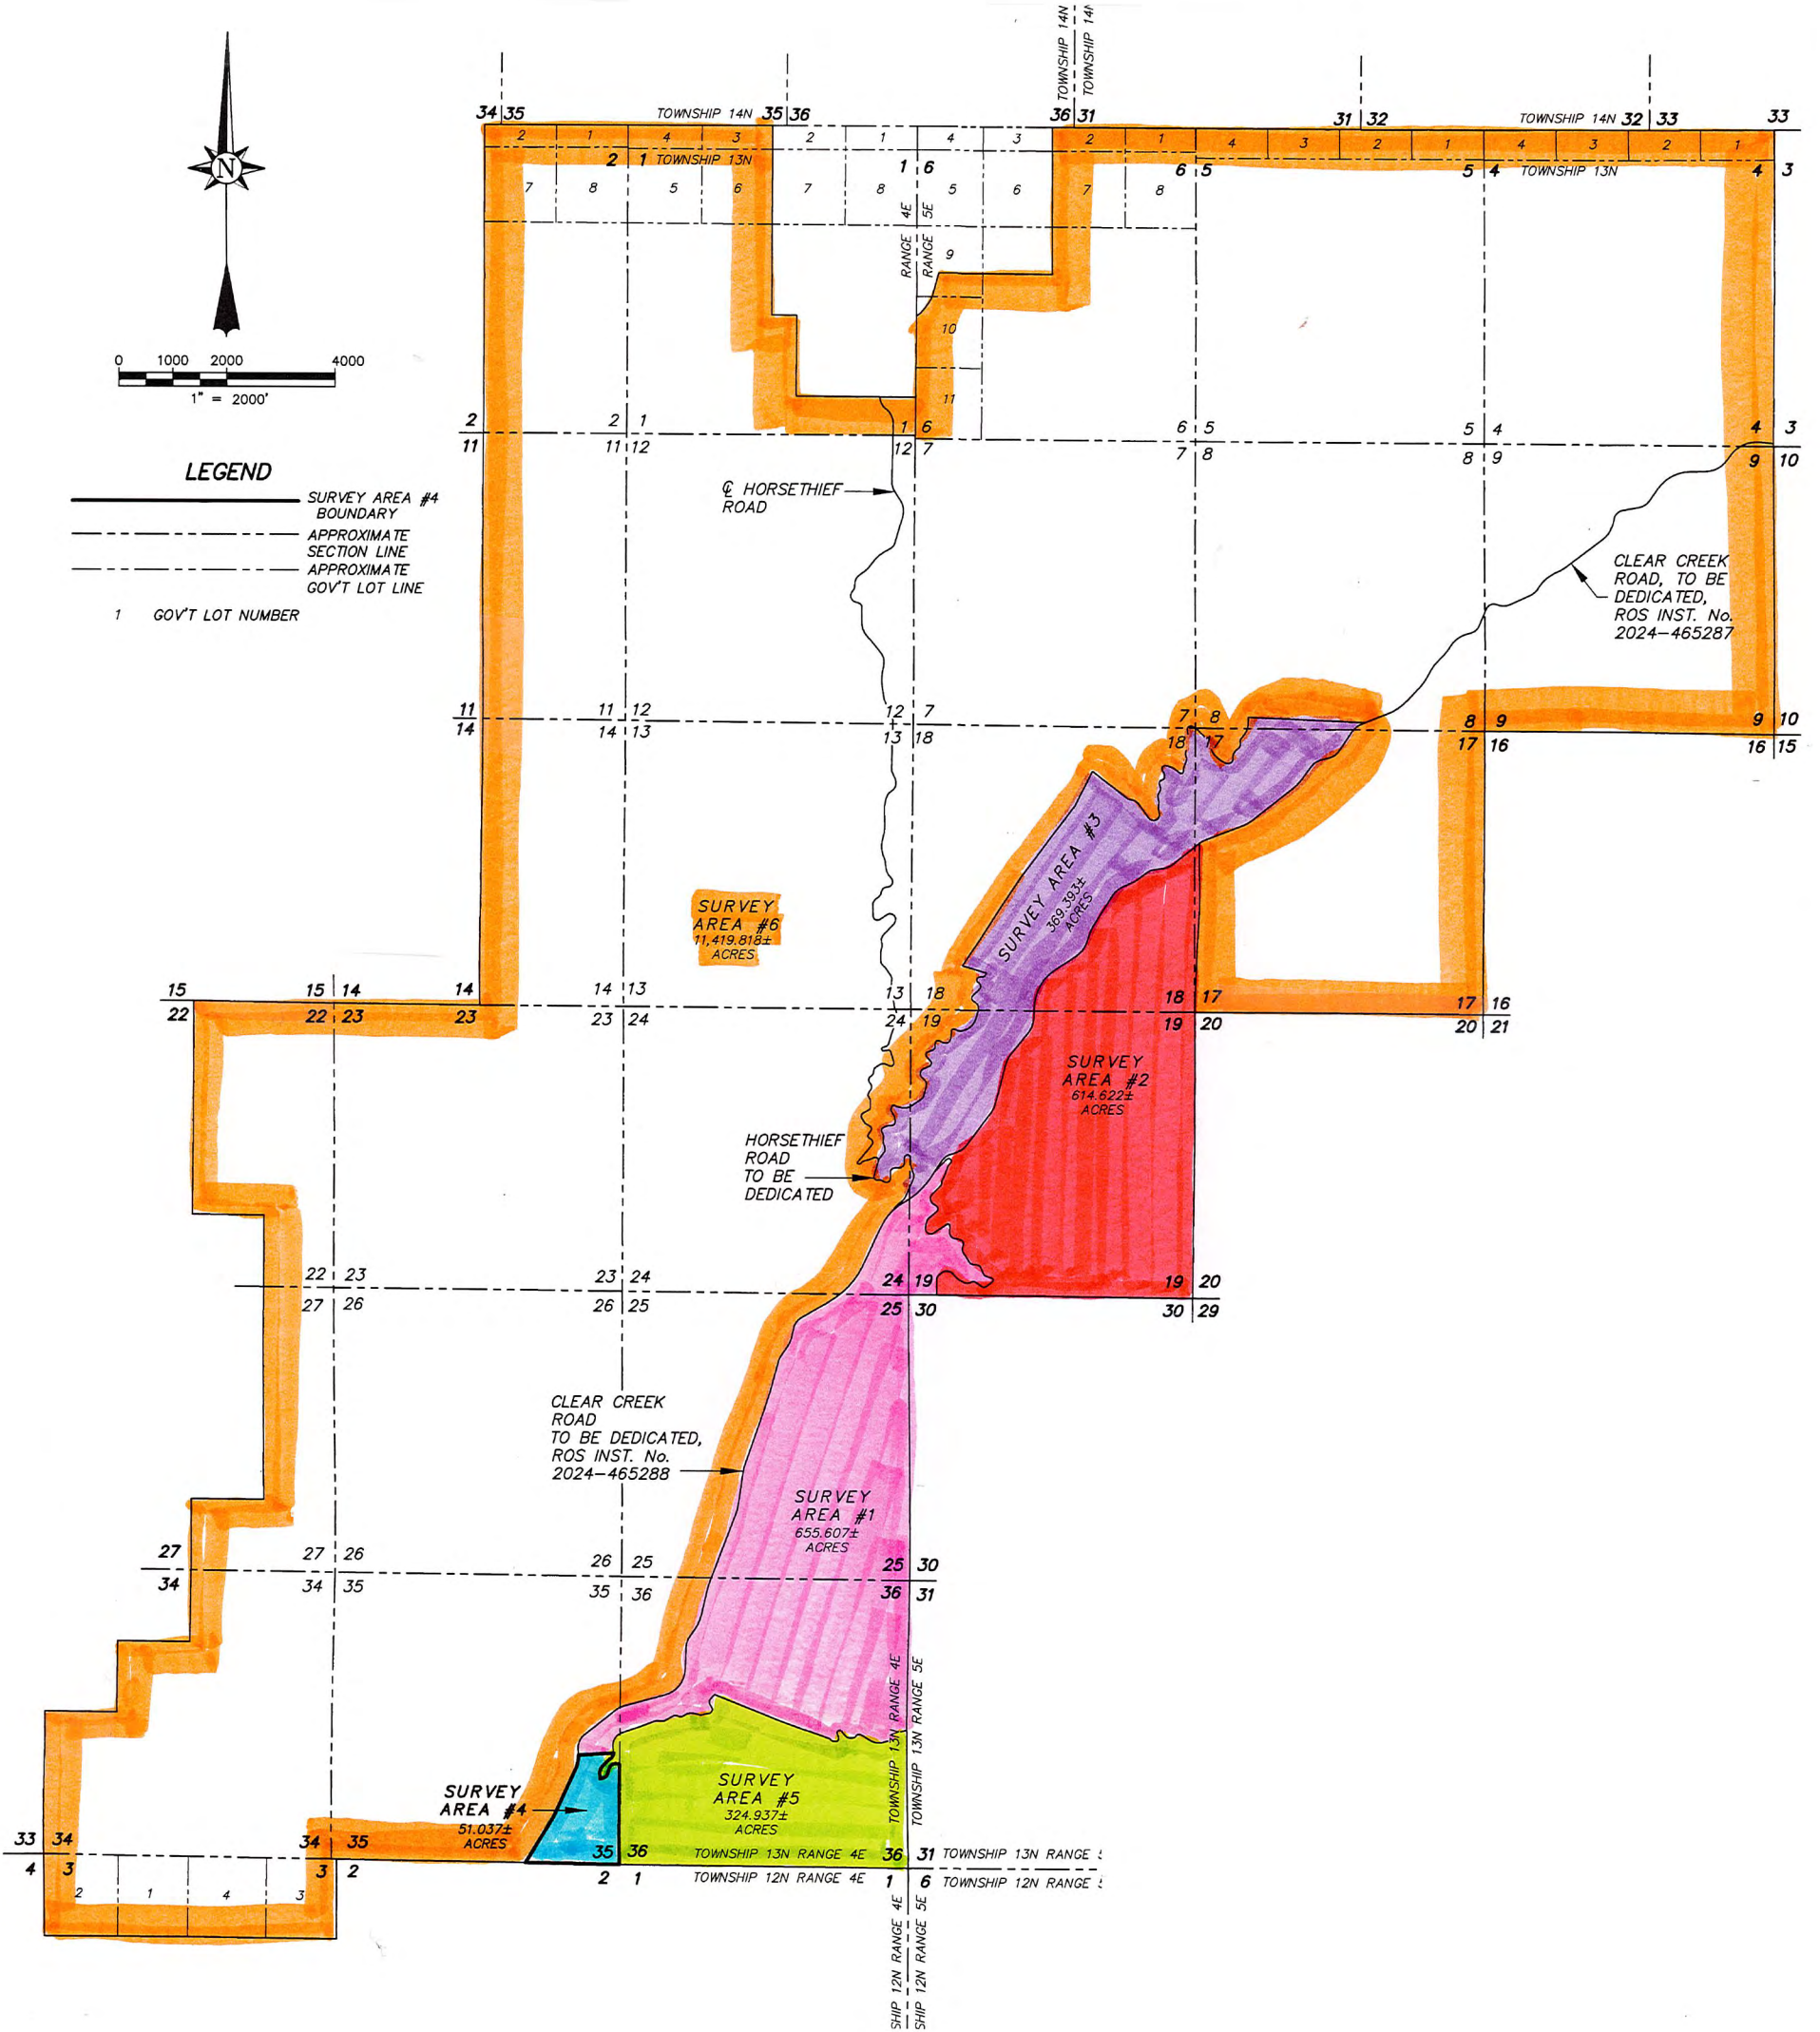 TOWNSHIP 14N
TOWNSHIP 14N
34 35
TOWNSHIP 14N
35 36
36 31
31 32
TOWNSHIP 14N
32 33
33
2 1 4 3 2 1 4 3 2 1 4 3 2 1 4 3 2 1
2 1
TOWNSHIP 13N
1 6
6 5
5 4
TOWNSHIP 13N
4 3
7 8 5 6 7 8 5 6 7 8
RANGE 4E
RANGE 5E
9
10
11
N
0 1000 2000 4000
1" = 2000'
2
11
2 1
11 12
1 6
12 7
6 5
7 8
5 4
8 9
4 3
9 10
LEGEND
SURVEY AREA #4
BOUNDARY
APPROXIMATE
SECTION LINE
APPROXIMATE
GOV'T LOT LINE
1 GOV'T LOT NUMBER
℄ HORSETHIEF
ROAD
CLEAR CREEK
ROAD, TO BE
DEDICATED,
ROS INST. No.
2024-465287
11
14
11 12
14 13
12 7
13 18
7 8
18 17
8 9
17 16
9 10
16 15
SURVEY AREA #3
369.393±
ACRES
SURVEY
AREA #6
11,419.818±
ACRES
15
22
15 14
22 23
14
23
14 13
23 24
13 18
24 19
18 17
19 20
17 16
20 21
SURVEY
AREA #2
614.622±
ACRES
HORSETHIEF
ROAD
TO BE
DEDICATED
22 23
27 26
23 24
26 25
24 19
25 30
19 20
30 29
CLEAR CREEK
ROAD
TO BE DEDICATED,
ROS INST. No.
2024-465288
SURVEY
AREA #1
655.607±
ACRES
27
34
27 26
34 35
26 25
35 36
25 30
36 31
TOWNSHIP 13N RANGE 4E
TOWNSHIP 13N RANGE 5E
SURVEY
AREA #4
51.037±
ACRES
SURVEY
AREA #5
324.937±
ACRES
33 34
4 3
34 35
3 2
35 36
2 1
TOWNSHIP 13N RANGE 4E
TOWNSHIP 12N RANGE 4E
36 31
1 6
TOWNSHIP 13N RANGE
TOWNSHIP 12N RANGE
2 1 4 3
SHIP 12N RANGE 4E
SHIP 12N RANGE 5E